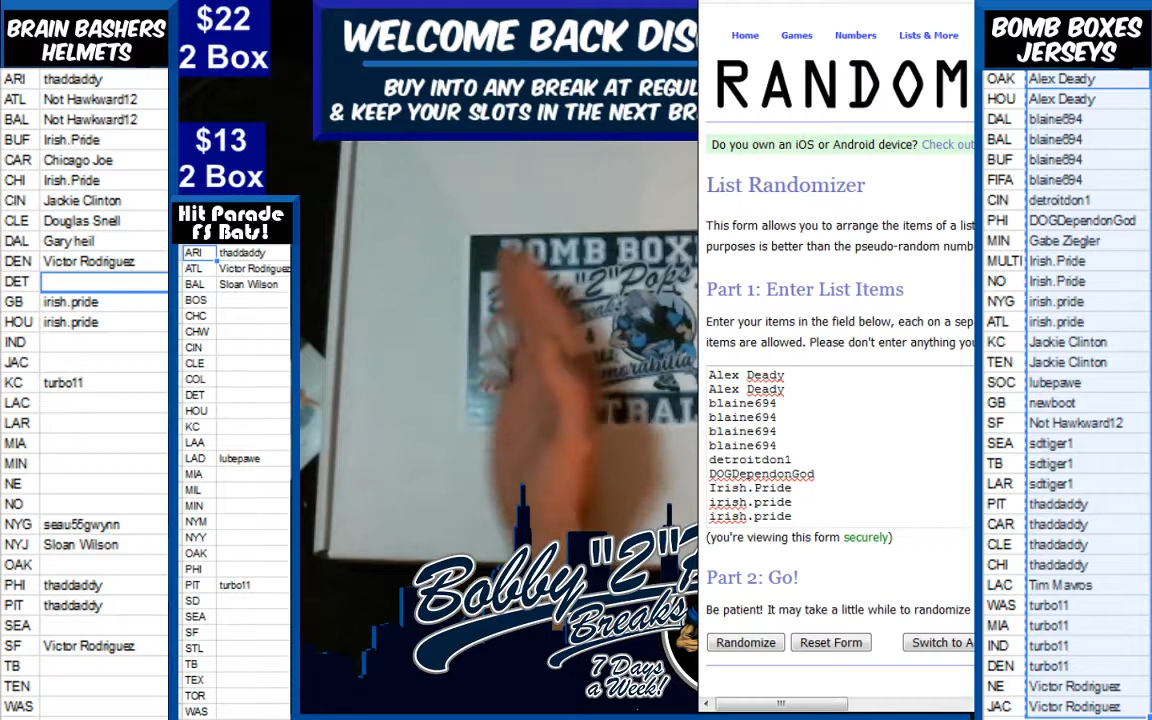 BRAIN BASHERS
HELMETS
ARI thaddaddy
ATL Not Hawkward12
BAL Not Hawkward12
BUF Irish.Pride
CAR Chicago Joe
CHI Irish.Pride
CIN Jackie Clinton
CLE Douglas Snell
DAL Gary heil
DEN Victor Rodriguez
DET
GB irish.pride
HOU irish.pride
IND
JAC
KC turbo11
LAC
LAR
MIA
MIN
NE
NO
NYG seau55gwynn
NYJ Sloan Wilson
OAK
PHI thaddaddy
PIT thaddaddy
SEA
SF Victor Rodriguez
TB
TEN
WAS
$22
2 Box
$13
2 Box
Hit Parade
FS Bats!
ARI thaddaddy
ATL Victor Rodriguez
BAL Sloan Wilson
BOS
CHC
CHW
CIN
CLE
COL
DET
HOU
KC
LAA
LAD lubepawe
MIA
MIL
MIN
NYM
NYY
OAK
PHI
PIT turbo11
SD
SEA
SF
STL
TB
TEX
TOR
WAS
WELCOME BACK DIS
BUY INTO ANY BREAK AT REGUL
& KEEP YOUR SLOTS IN THE NEXT BR
BOMB BOX
Bobby "2"
Breaks
7 Days
a Week!
Home Games Numbers Lists & More
RANDOM
Do you own an iOS or Android device? Check out
List Randomizer
This form allows you to arrange the items of a list
purposes is better than the pseudo-random numb
Part 1: Enter List Items
Enter your items in the field below, each on a sep
items are allowed. Please don't enter anything you
Alex Deady
Alex Deady
blaine694
blaine694
blaine694
blaine694
detroitdon1
DOGDependonGod
Irish.Pride
irish.pride
irish.pride
(you're viewing this form securely)
Part 2: Go!
Be patient! It may take a little while to randomize
Randomize Reset Form Switch to A
BOMB BOXES
JERSEYS
OAK Alex Deady
HOU Alex Deady
DAL blaine694
BAL blaine694
BUF blaine694
FIFA blaine694
CIN detroitdon1
PHI DOGDependonGod
MIN Gabe Ziegler
MULTI Irish.Pride
NO Irish.Pride
NYG irish.pride
ATL irish.pride
KC Jackie Clinton
TEN Jackie Clinton
SOC lubepawe
GB newboot
SF Not Hawkward12
SEA sdtiger1
TB sdtiger1
LAR sdtiger1
PIT thaddaddy
CAR thaddaddy
CLE thaddaddy
CHI thaddaddy
LAC Tim Mavros
WAS turbo11
MIA turbo11
IND turbo11
DEN turbo11
NE Victor Rodriguez
JAC Victor Rodriguez